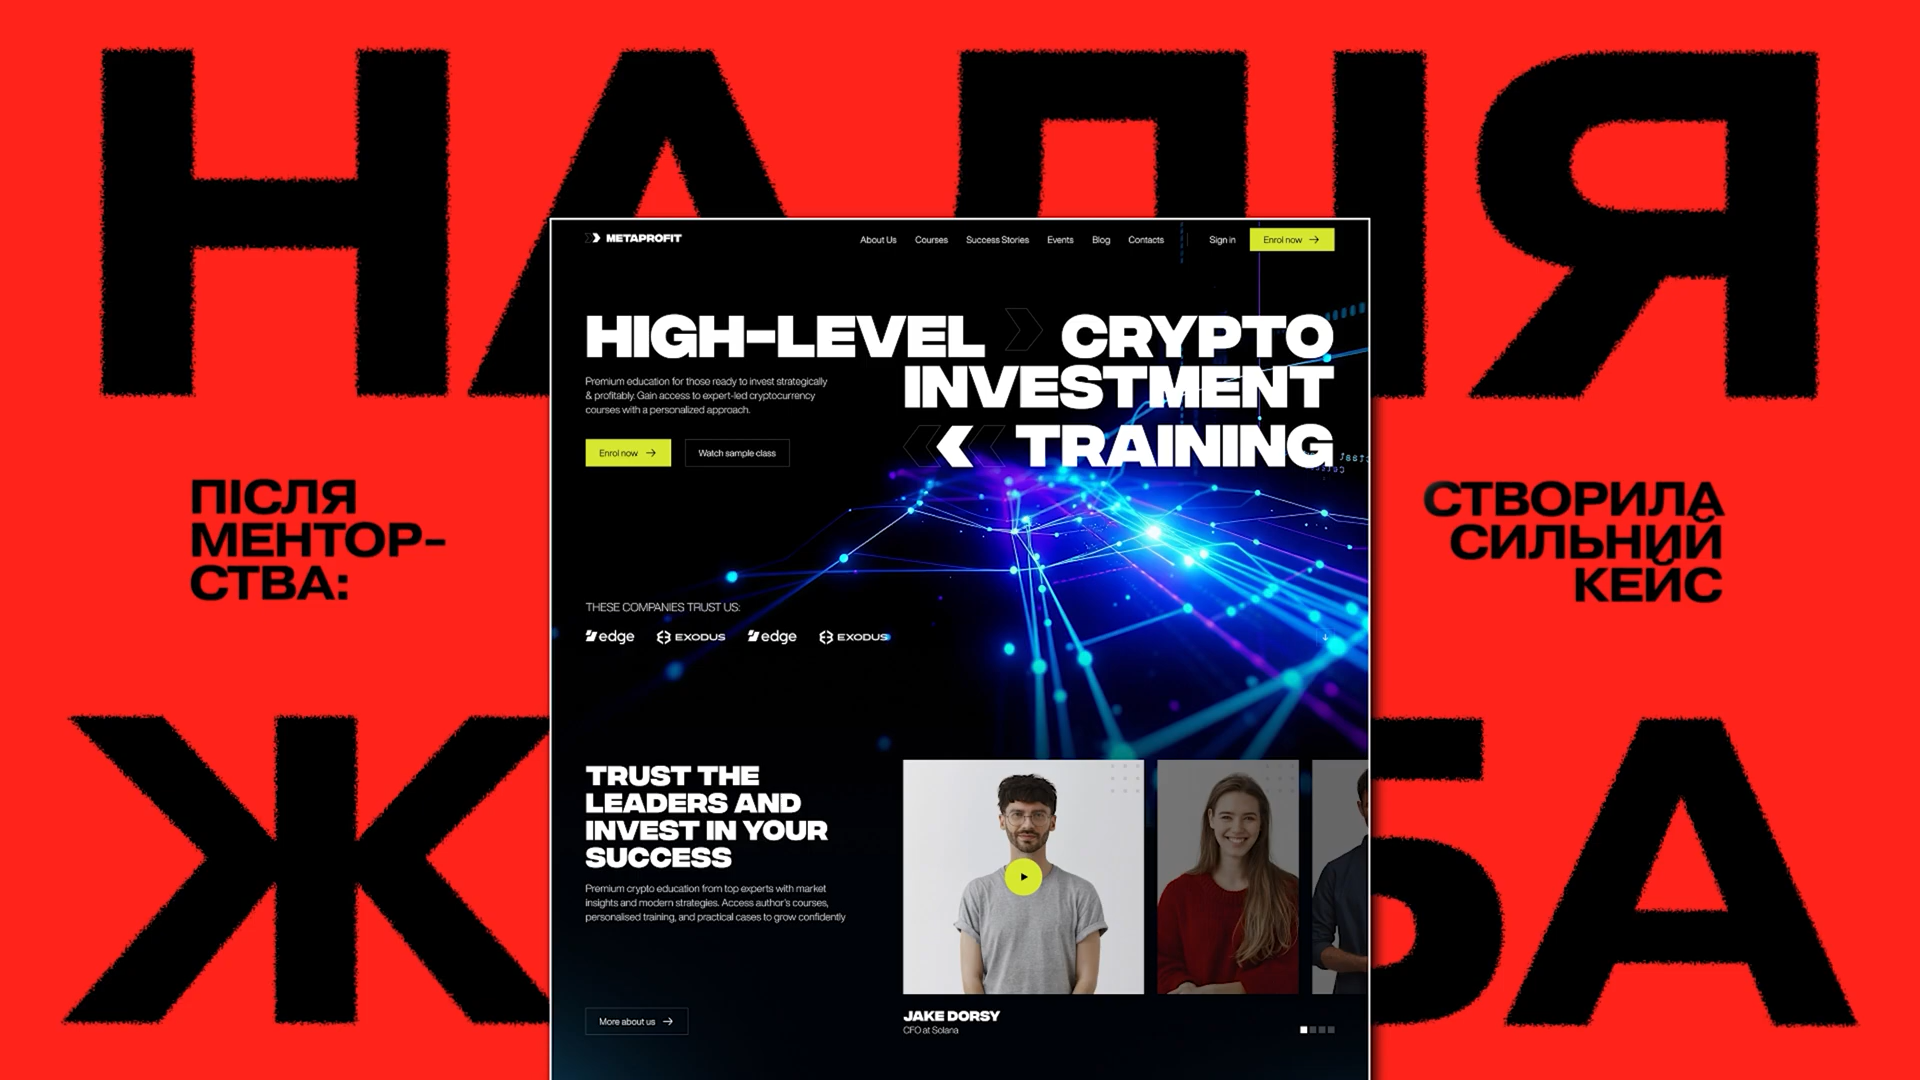 НАДІЯ
METAPROFIT
About Us Courses Success Stories Events Blog Contacts Sign in Enrol now
HIGH-LEVEL CRYPTO
INVESTMENT
TRAINING
Premium education for those ready to invest strategically
& profitably. Gain access to expert-led cryptocurrency
courses with a personalized approach.
Enrol now Watch sample class
ПІСЛЯ
МЕНТОР-
СТВА:
СТВОРИЛА
СИЛЬНИЙ
КЕЙС
THESE COMPANIES TRUST US:
edge EXODUS edge EXODUS
TRUST THE
LEADERS AND
INVEST IN YOUR
SUCCESS
Premium crypto education from top experts with market
insights and modern strategies. Access author's courses,
personalised training, and practical cases to grow confidently
More about us
JAKE DORSY
CFO at Solana